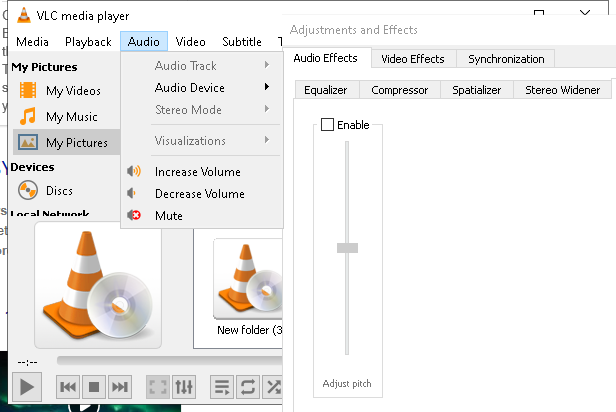 VLC media player
Media Playback Audio Video Subtitle T
My Pictures
My Videos
My Music
My Pictures
Devices
Discs
Local Network
Audio Track
Audio Device
Stereo Mode
Visualizations
Increase Volume
Decrease Volume
Mute
New folder (3
--:--
Adjustments and Effects
Audio Effects Video Effects Synchronization
Equalizer Compressor Spatializer Stereo Widener
Enable
Adjust pitch